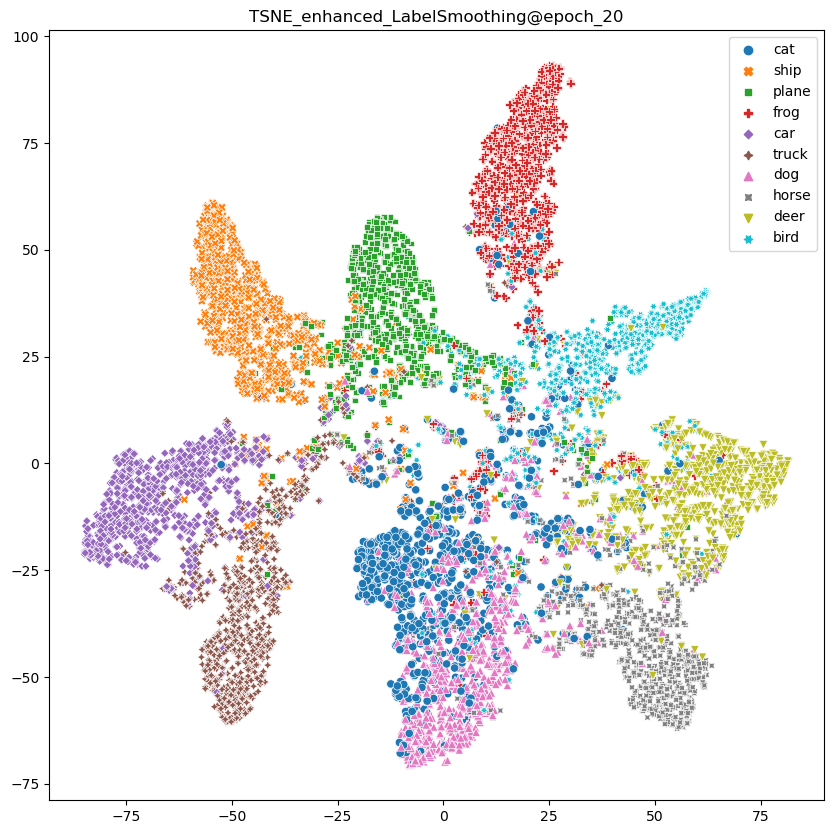 TSNE_enhanced_LabelSmoothing@epoch_20
100
75
50
25
0
−25
−50
−75
−75
−50
−25
0
25
50
75
cat
ship
plane
frog
car
truck
dog
horse
deer
bird